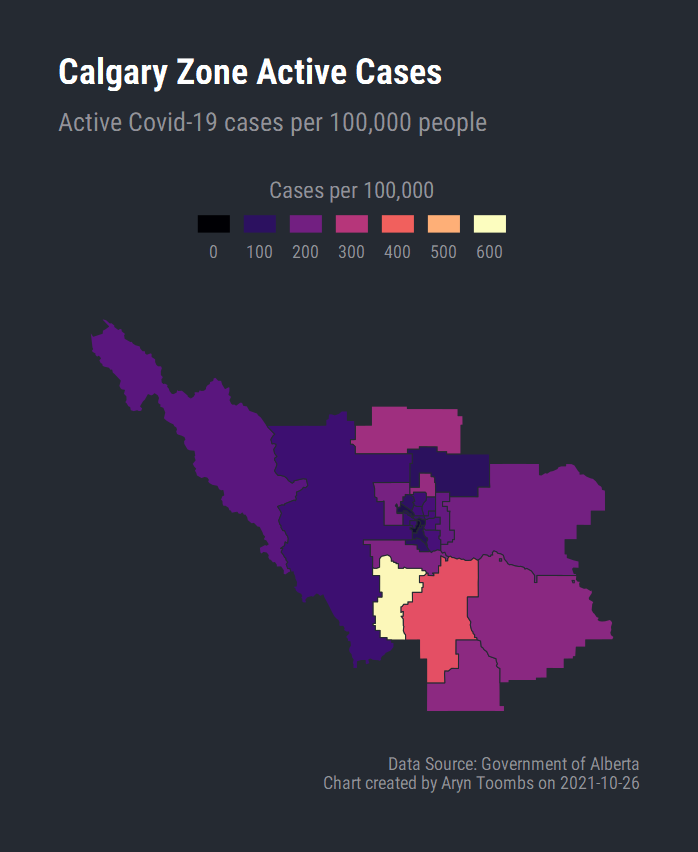 Calgary Zone Active Cases
Active Covid-19 cases per 100,000 people
Cases per 100,000
0 100 200 300 400 500 600
Data Source: Government of Alberta
Chart created by Aryn Toombs on 2021-10-26